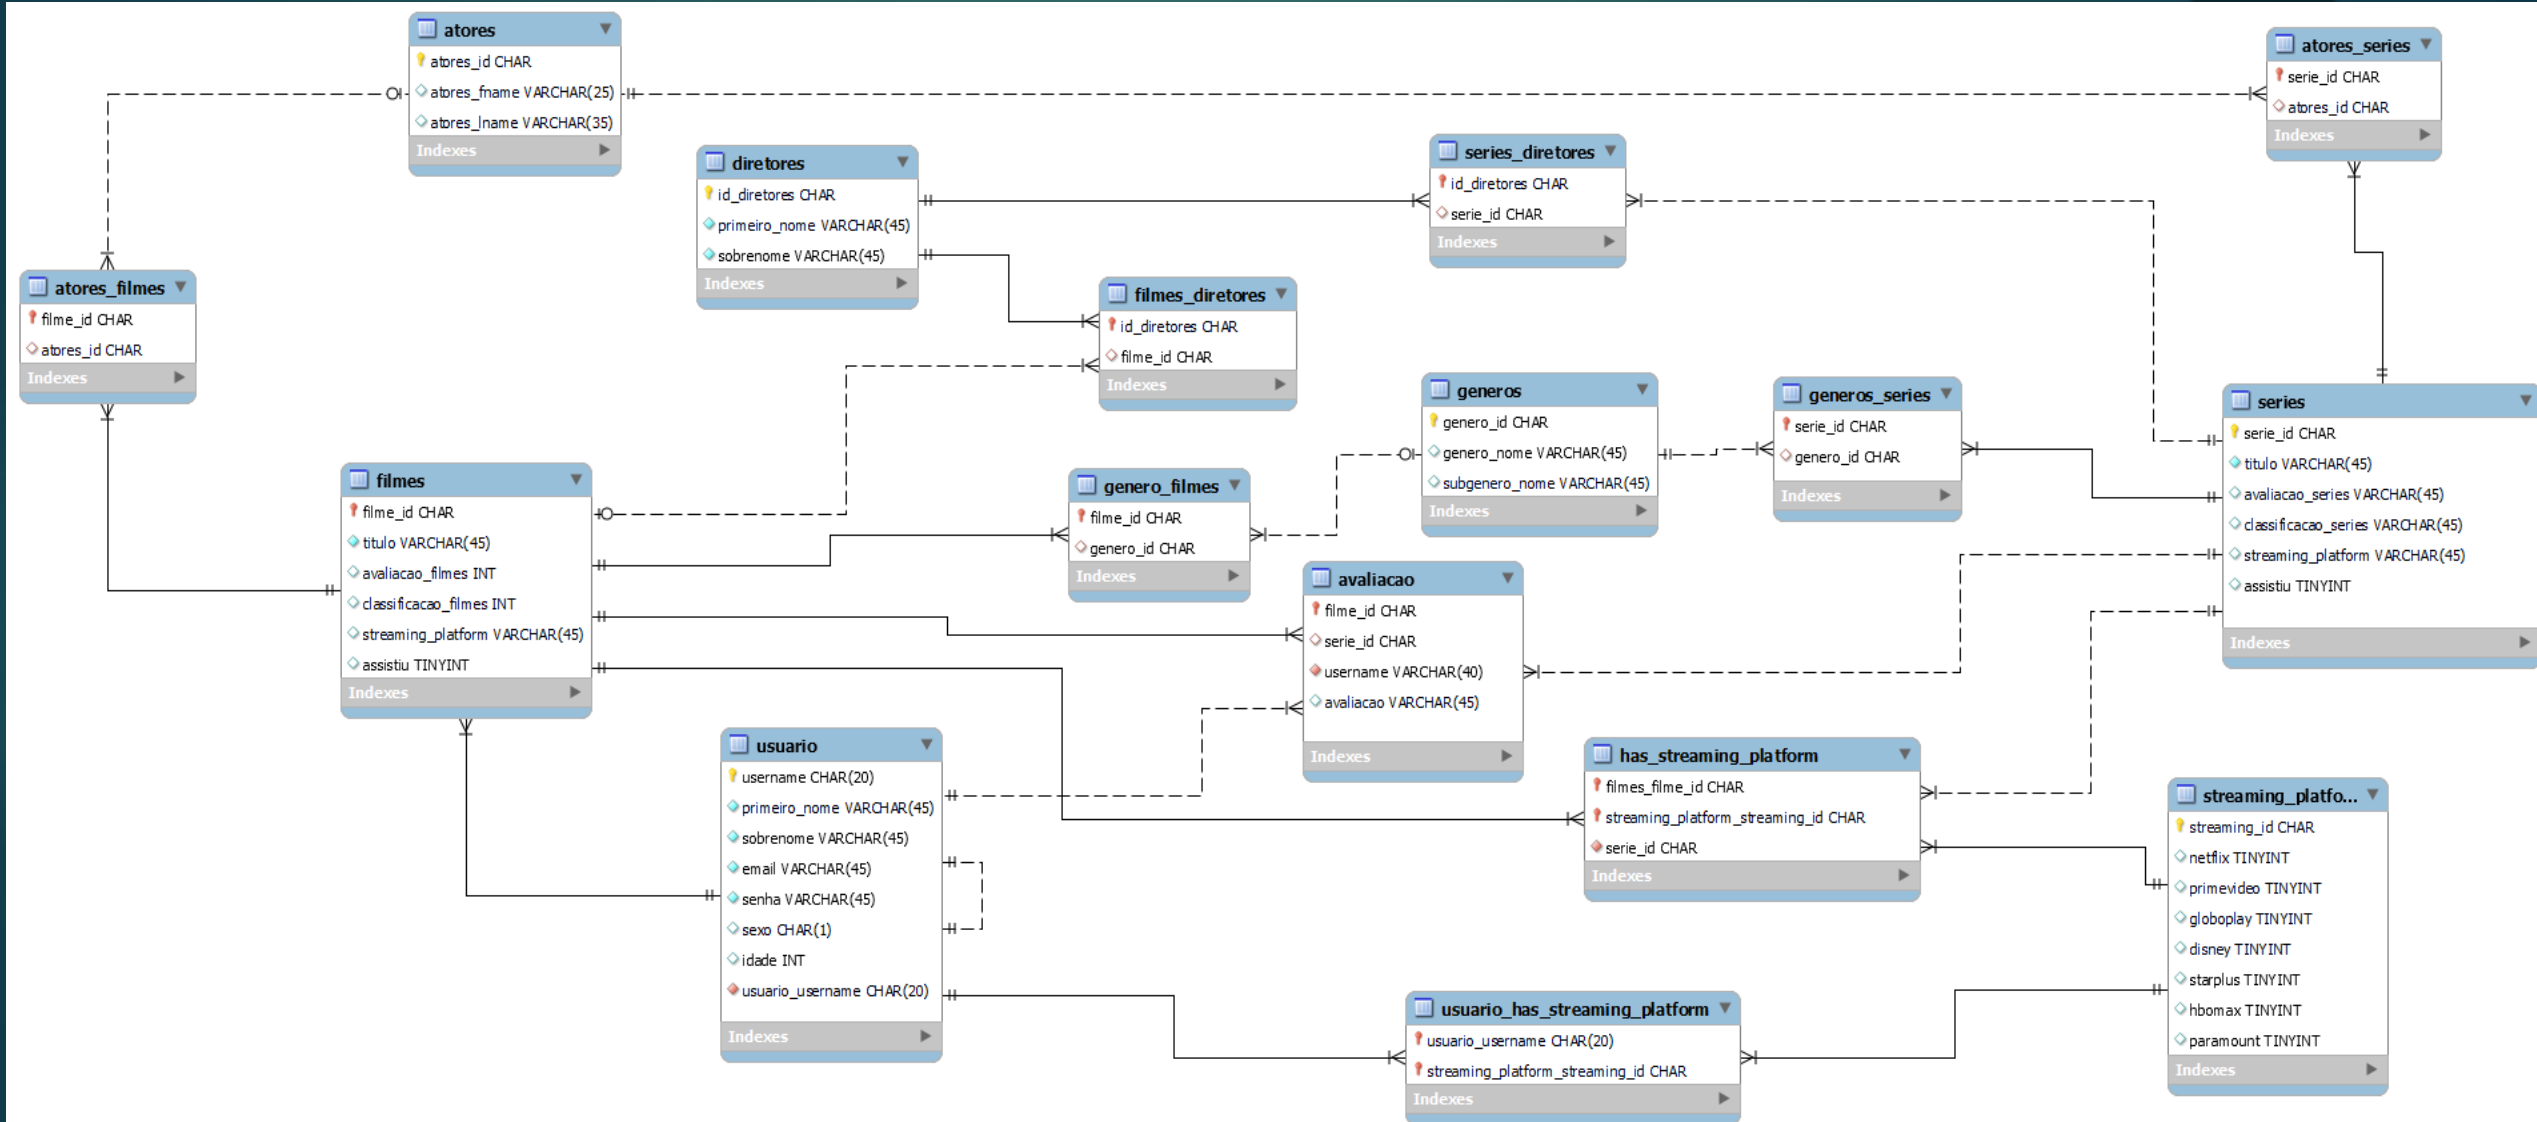 atores
atores_id CHAR
atores_fname VARCHAR(25)
atores_lname VARCHAR(35)
Indexes
atores_series
serie_id CHAR
atores_id CHAR
Indexes
diretores
id_diretores CHAR
primeiro_nome VARCHAR(45)
sobrenome VARCHAR(45)
Indexes
series_diretores
id_diretores CHAR
serie_id CHAR
Indexes
atores_filmes
filme_id CHAR
atores_id CHAR
Indexes
filmes_diretores
id_diretores CHAR
filme_id CHAR
Indexes
generos
genero_id CHAR
genero_nome VARCHAR(45)
subgenero_nome VARCHAR(45)
Indexes
generos_series
serie_id CHAR
genero_id CHAR
Indexes
series
serie_id CHAR
titulo VARCHAR(45)
avaliacao_series VARCHAR(45)
classificacao_series VARCHAR(45)
streaming_platform VARCHAR(45)
assistiu TINYINT
Indexes
filmes
filme_id CHAR
titulo VARCHAR(45)
avaliacao_filmes INT
classificacao_filmes INT
streaming_platform VARCHAR(45)
assistiu TINYINT
Indexes
genero_filmes
filme_id CHAR
genero_id CHAR
Indexes
avaliacao
filme_id CHAR
serie_id CHAR
username VARCHAR(40)
avaliacao VARCHAR(45)
Indexes
usuario
username CHAR(20)
primeiro_nome VARCHAR(45)
sobrenome VARCHAR(45)
email VARCHAR(45)
senha VARCHAR(45)
sexo CHAR(1)
idade INT
usuario_username CHAR(20)
Indexes
has_streaming_platform
filmes_filme_id CHAR
streaming_platform_streaming_id CHAR
serie_id CHAR
Indexes
streaming_platfo...
streaming_id CHAR
netflix TINYINT
primevideo TINYINT
globoplay TINYINT
disney TINYINT
starplus TINYINT
hbomax TINYINT
paramount TINYINT
Indexes
usuario_has_streaming_platform
usuario_username CHAR(20)
streaming_platform_streaming_id CHAR
Indexes